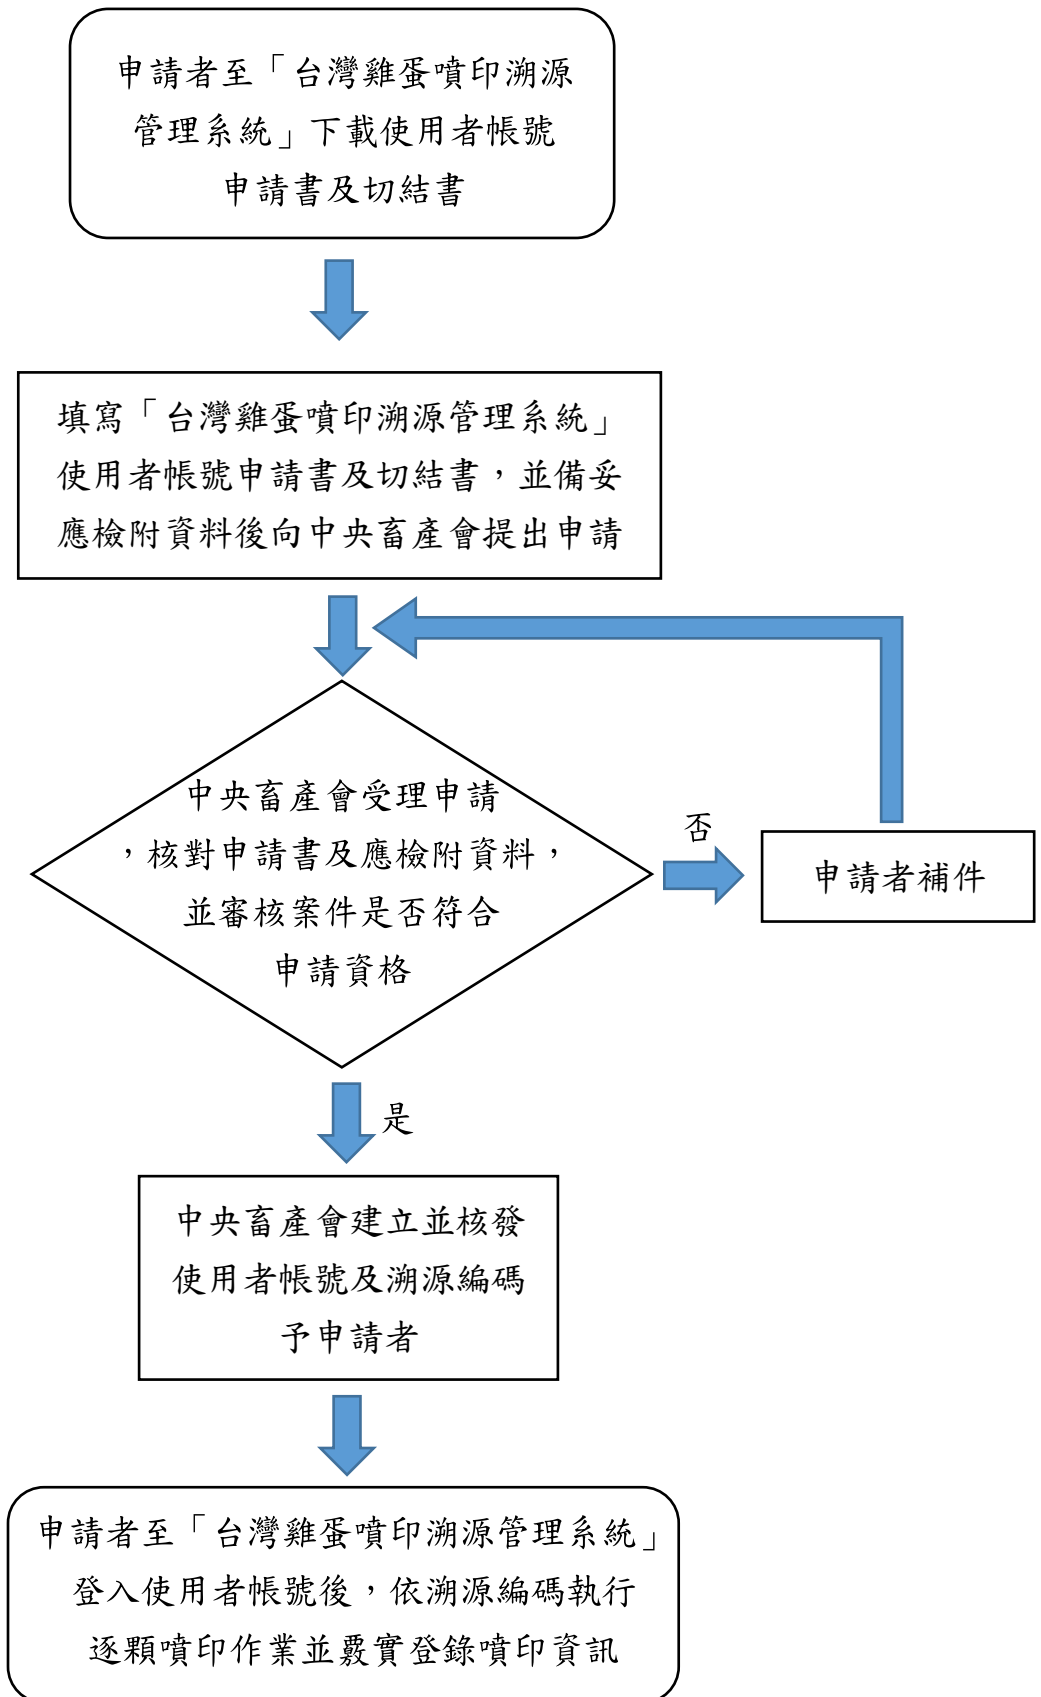 申請者至「台灣雞蛋噴印溯源
管理系統」下載使用者帳號
申請書及切結書
填寫「台灣雞蛋噴印溯源管理系統」
使用者帳號申請書及切結書，並備妥
應檢附資料後向中央畜產會提出申請
中央畜產會受理申請
，核對申請書及應檢附資料，
並審核案件是否符合
申請資格
否
申請者補件
是
中央畜產會建立並核發
使用者帳號及溯源編碼
予申請者
申請者至「台灣雞蛋噴印溯源管理系統」
登入使用者帳號後，依溯源編碼執行
逐顆噴印作業並覈實登錄噴印資訊